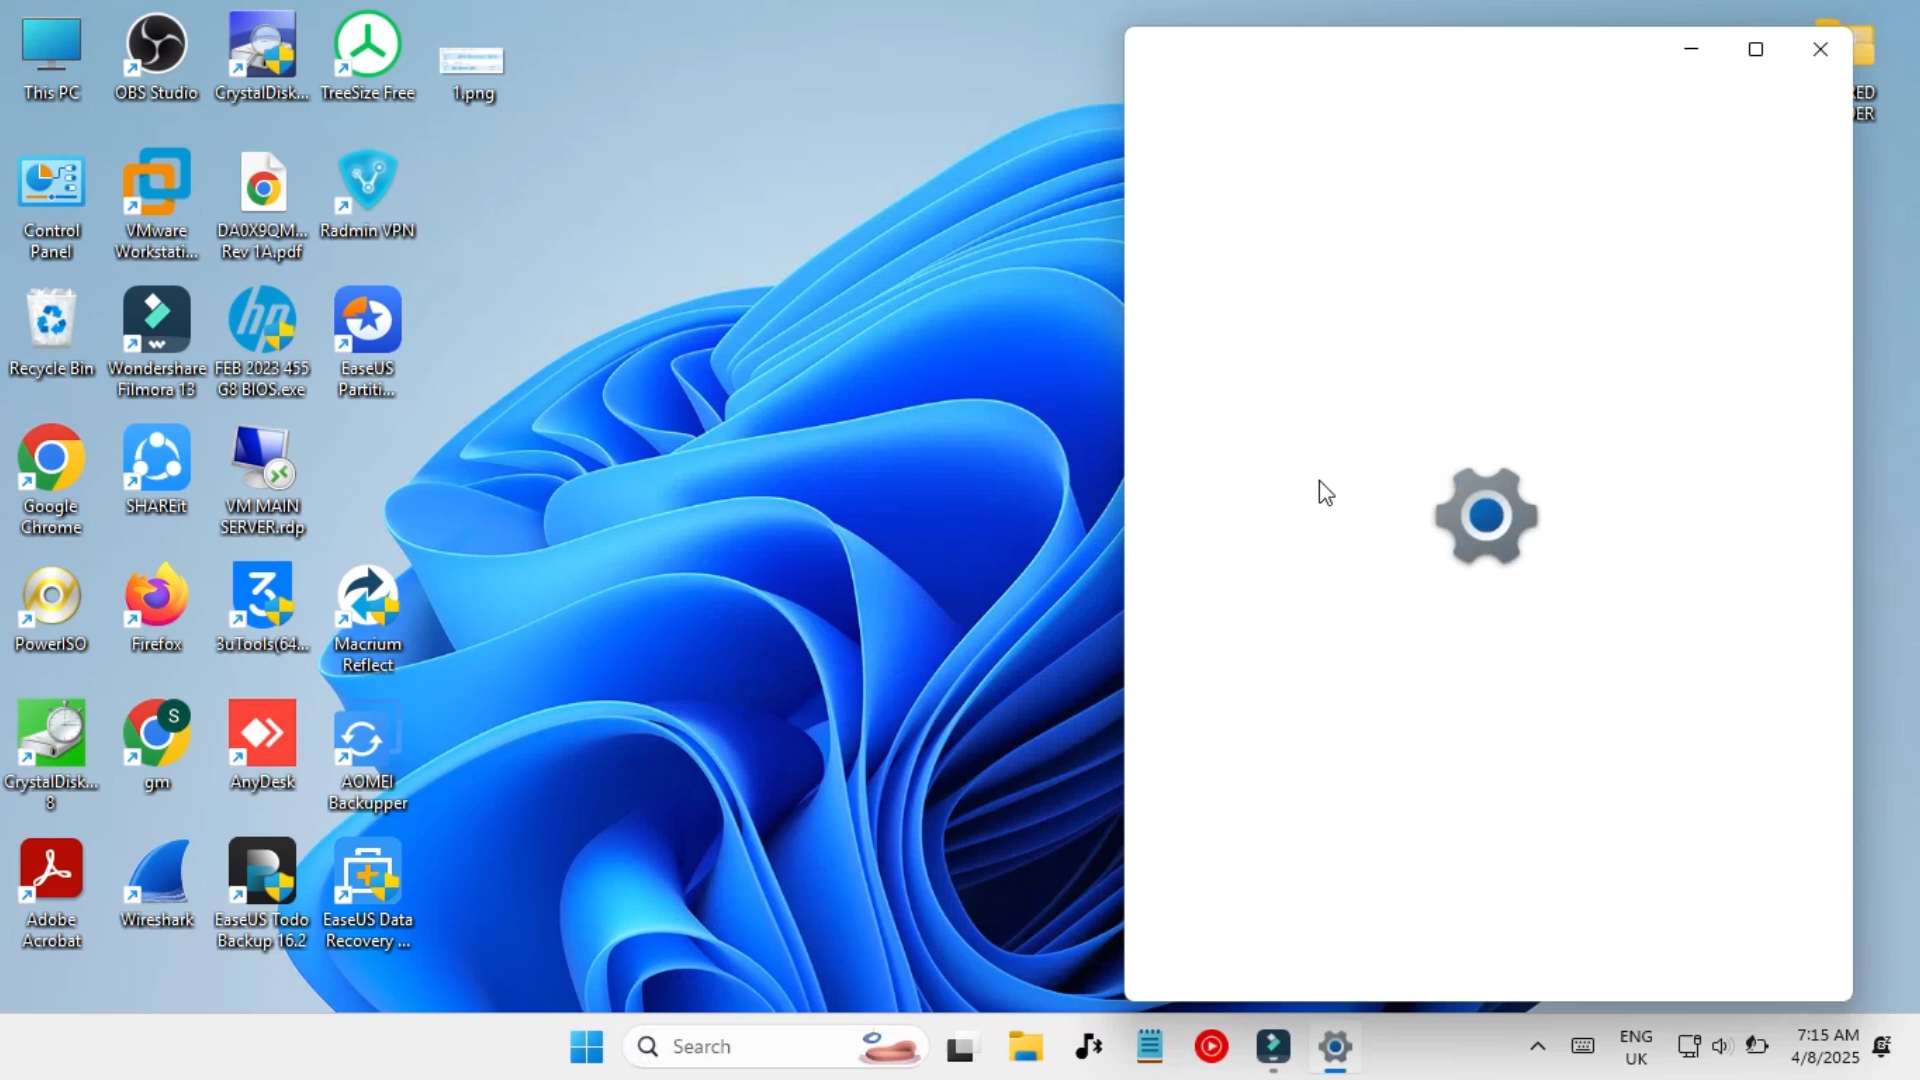 This PC
OBS Studio
CrystalDisk...
TreeSize Free
1.png
Control
Panel
VMware
Workstati...
DA0X9QM...
Rev 1A.pdf
Radmin VPN
Recycle Bin
Wondershare
Filmora 13
hp
FEB 2023 455
G8 BIOS.exe
EaseUS
Partiti...
Google
Chrome
SHAREit
VM MAIN
SERVER.rdp
PowerISO
Firefox
3uTools(64...
Macrium
Reflect
CrystalDisk...
8
S
gm
AnyDesk
AOMEI
Backupper
Adobe
Acrobat
Wireshark
EaseUS Todo
Backup 16.2
EaseUS Data
Recovery ...
ED
ER
Search
ENG
UK
7:15 AM
4/8/2025